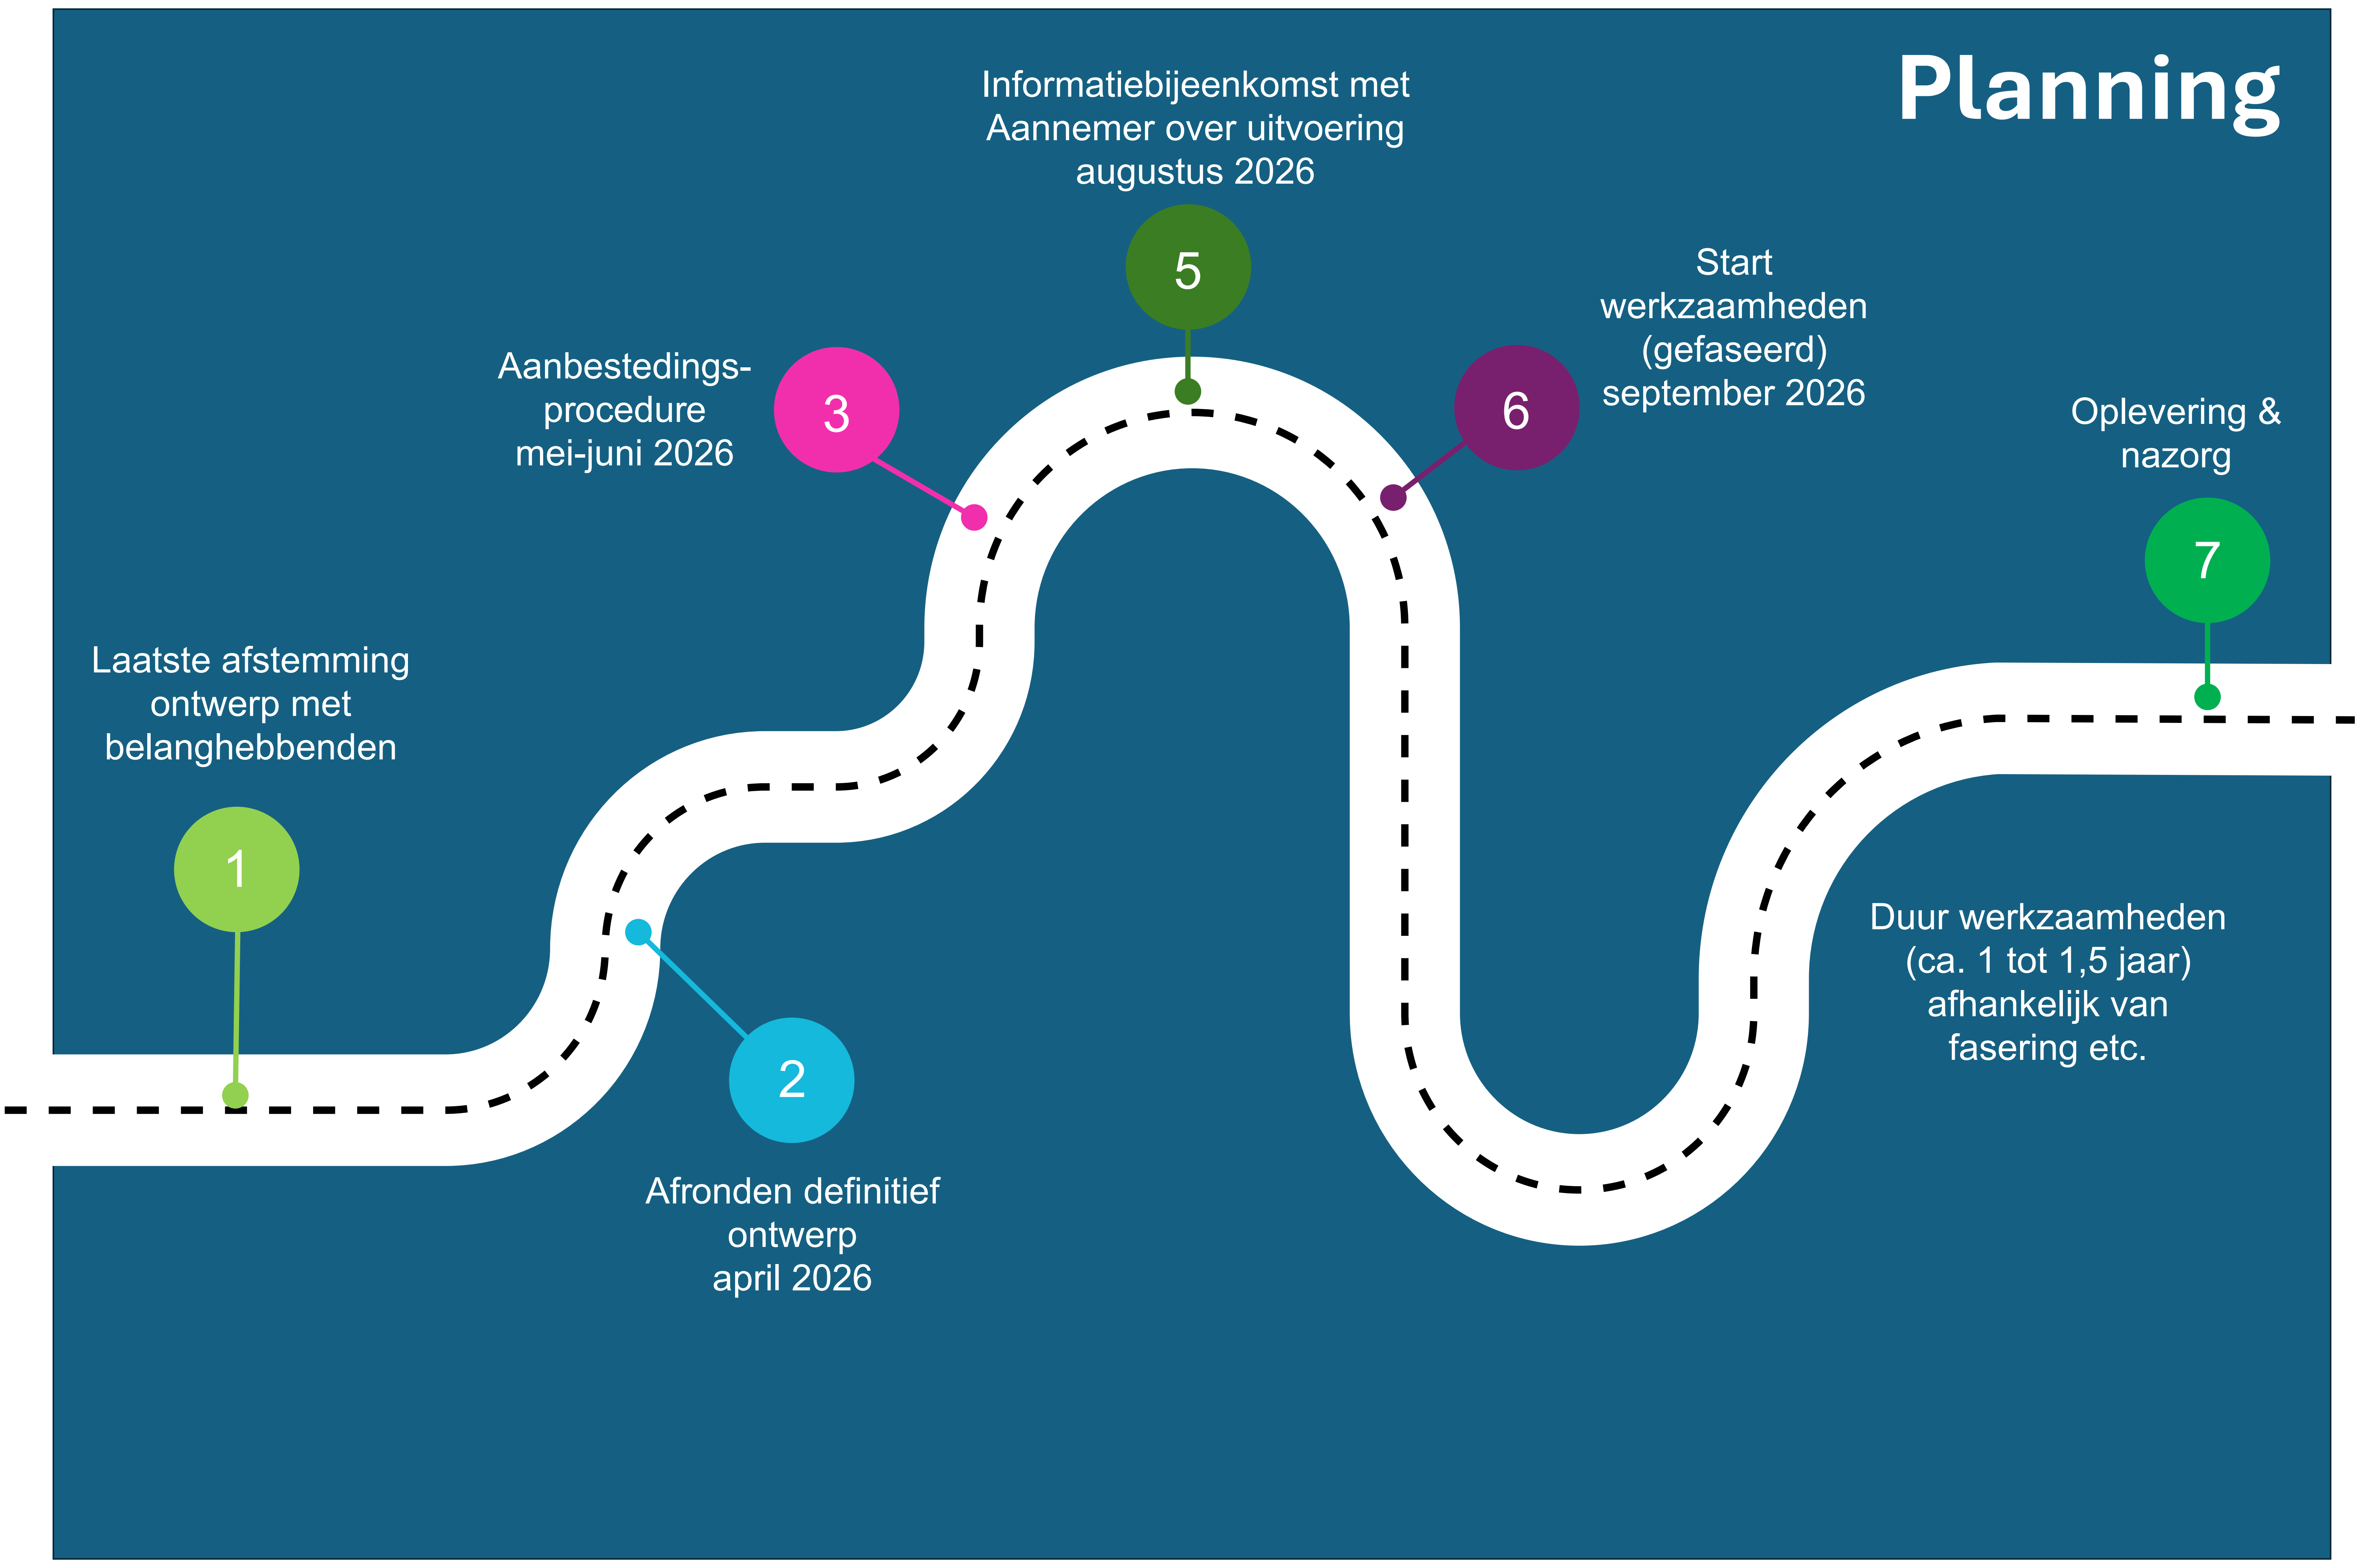 Planning
Laatste afstemming
ontwerp met
belanghebbenden
1
2
Afronden definitief
ontwerp
april 2026
Aanbestedings-
procedure
mei-juni 2026
3
Informatiebijeenkomst met
Aannemer over uitvoering
augustus 2026
5
6
Start
werkzaamheden
(gefaseerd)
september 2026
Oplevering &
nazorg
7
Duur werkzaamheden
(ca. 1 tot 1,5 jaar)
afhankelijk van
fasering etc.